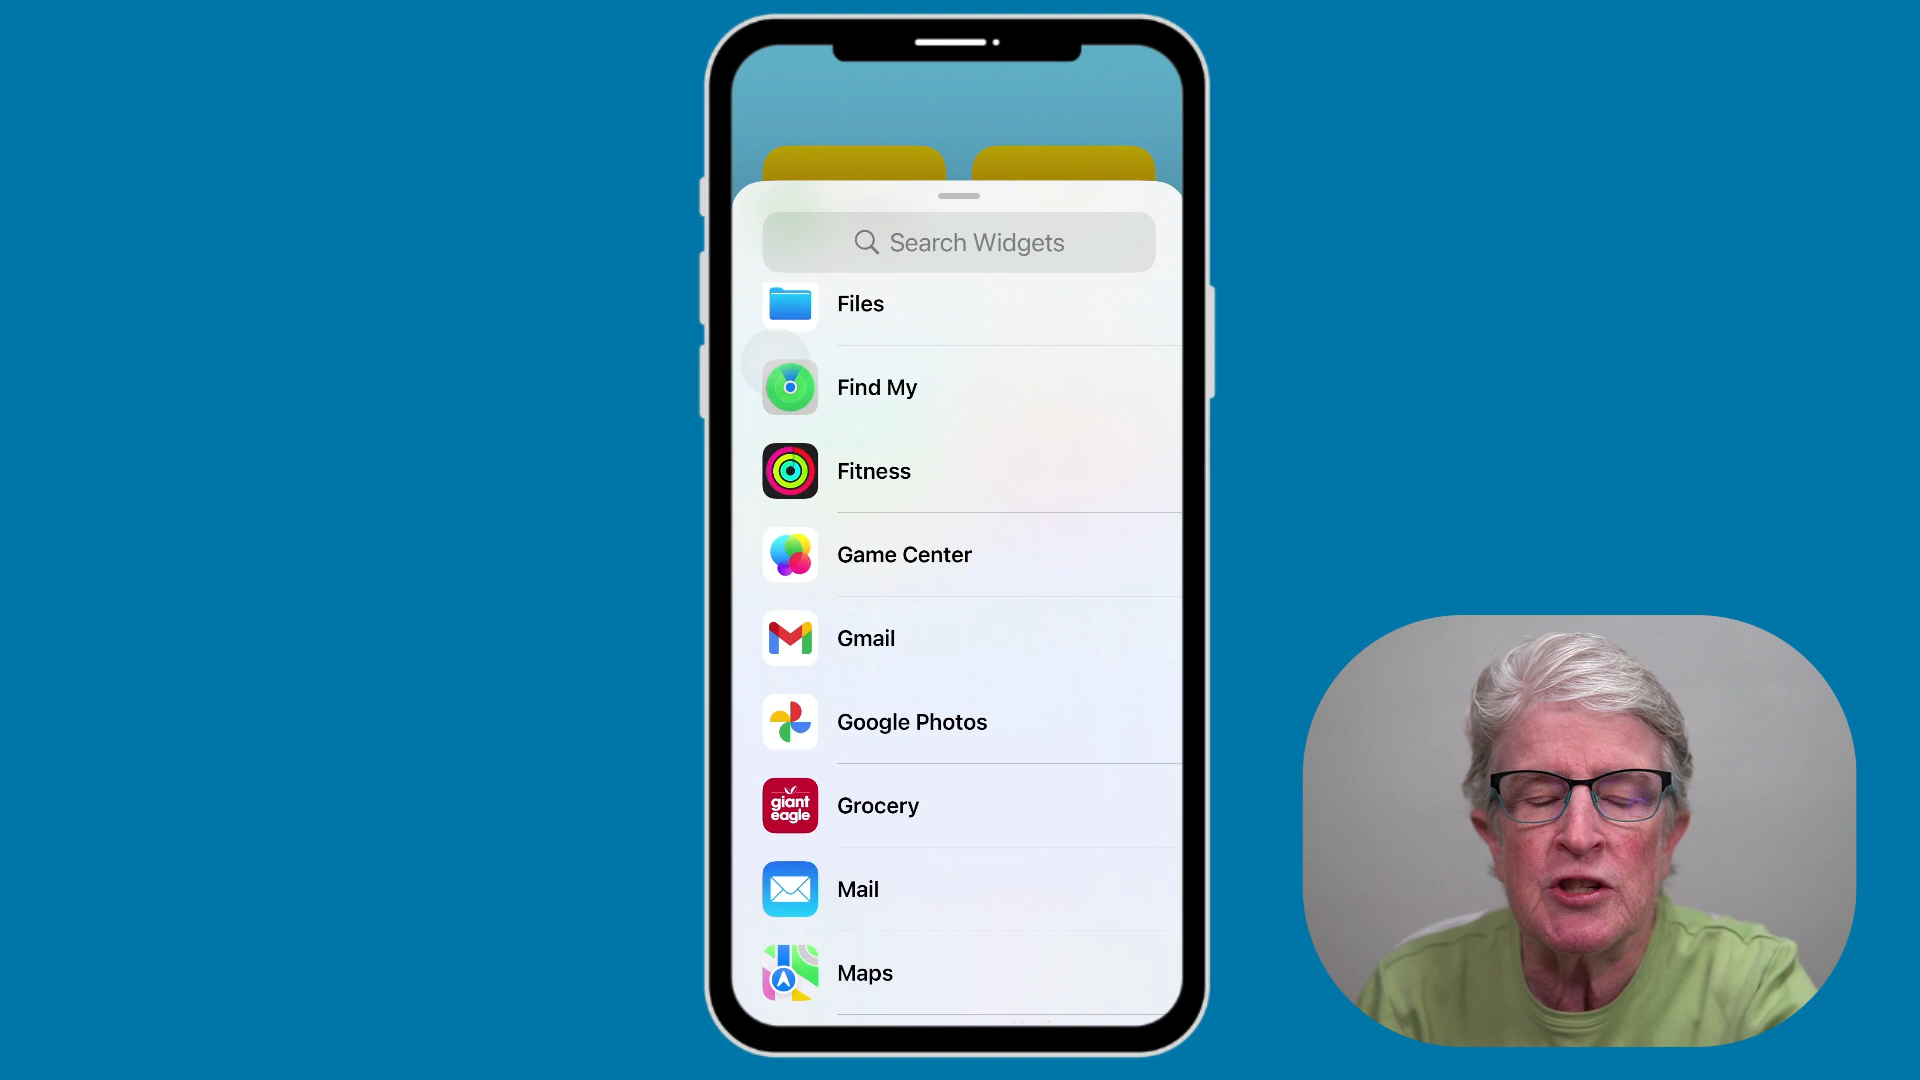 Search Widgets
Files
Find My
Fitness
Game Center
Gmail
Google Photos
giant
eagle
Grocery
Mail
Maps